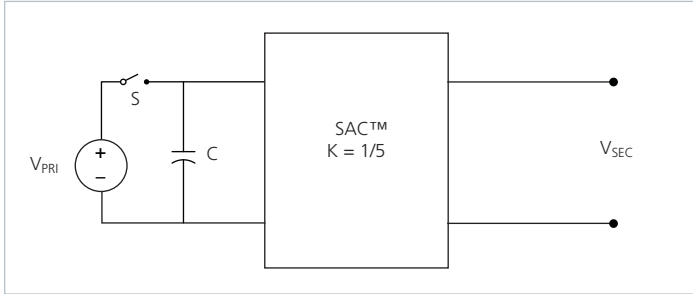 S
V_PRI
+
−
C
SAC™
K = 1/5
V_SEC